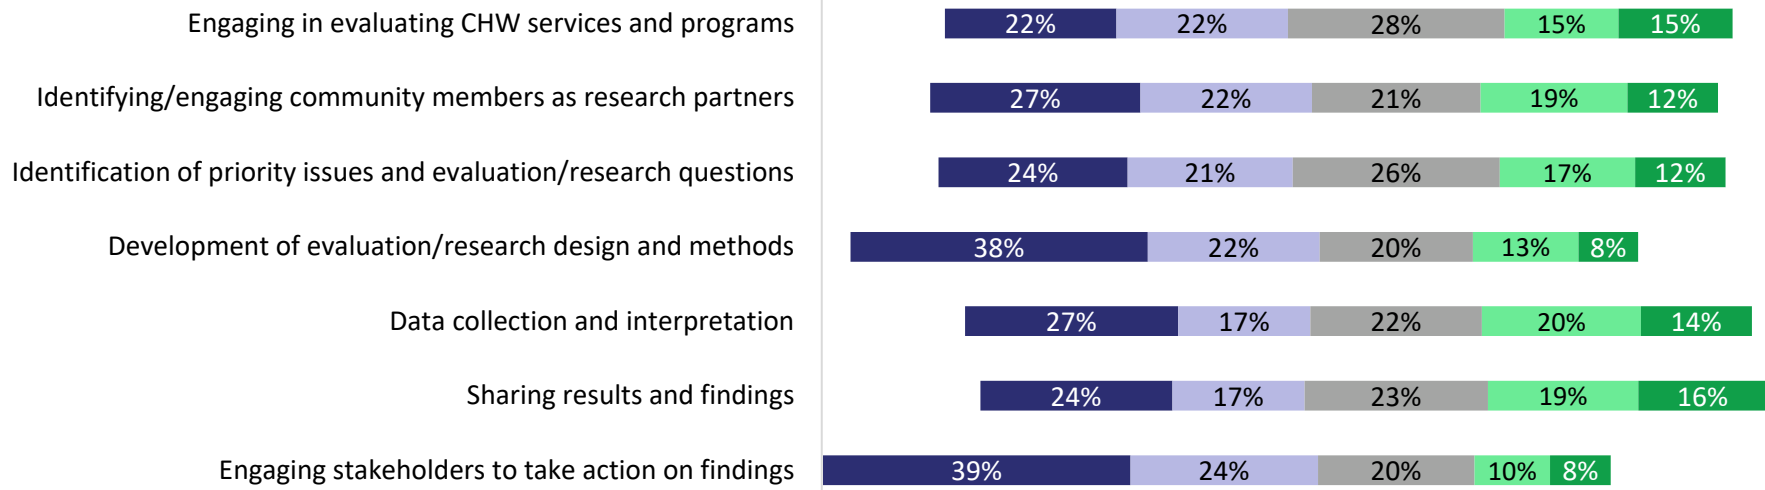 Engaging in evaluating CHW services and programs 22% 22% 28% 15% 15%
Identifying/engaging community members as research partners 27% 22% 21% 19% 12%
Identification of priority issues and evaluation/research questions 24% 21% 26% 17% 12%
Development of evaluation/research design and methods 38% 22% 20% 13% 8%
Data collection and interpretation 27% 17% 22% 20% 14%
Sharing results and findings 24% 17% 23% 19% 16%
Engaging stakeholders to take action on findings 39% 24% 20% 10% 8%